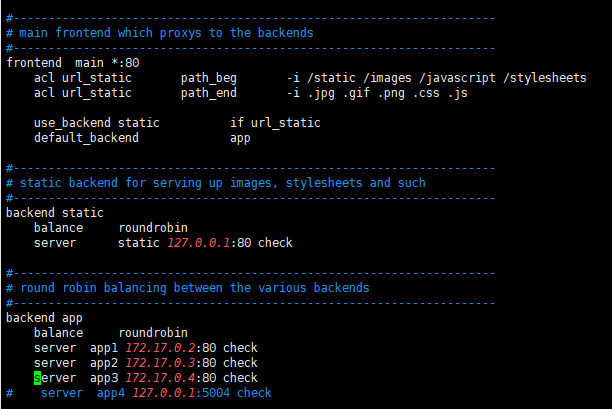 #---------------------------------------------------------------------
# main frontend which proxys to the backends
#---------------------------------------------------------------------
frontend  main *:80
    acl url_static       path_beg       -i /static /images /javascript /stylesheets
    acl url_static       path_end       -i .jpg .gif .png .css .js

    use_backend static          if url_static
    default_backend             app

#---------------------------------------------------------------------
# static backend for serving up images, stylesheets and such
#---------------------------------------------------------------------
backend static
    balance     roundrobin
    server      static 127.0.0.1:80 check

#---------------------------------------------------------------------
# round robin balancing between the various backends
#---------------------------------------------------------------------
backend app
    balance     roundrobin
    server  app1 172.17.0.2:80 check
    server  app2 172.17.0.3:80 check
    server  app3 172.17.0.4:80 check
#    server  app4 127.0.0.1:5004 check